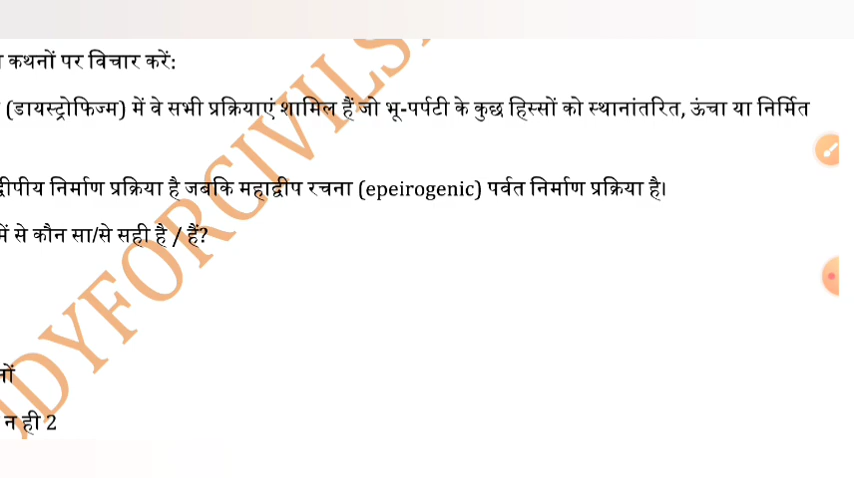 कथनों पर विचार करें:
(डायस्ट्रोफिज्म) में वे सभी प्रक्रियाएं शामिल हैं जो भू-पर्पटी के कुछ हिस्सों को स्थानांतरित, ऊंचा या निर्मित
द्वीपीय निर्माण प्रक्रिया है जबकि महाद्वीप रचना (epeirogenic) पर्वत निर्माण प्रक्रिया है।
में से कौन सा/से सही है / हैं?
नों
न ही 2
DYFORCIVILS